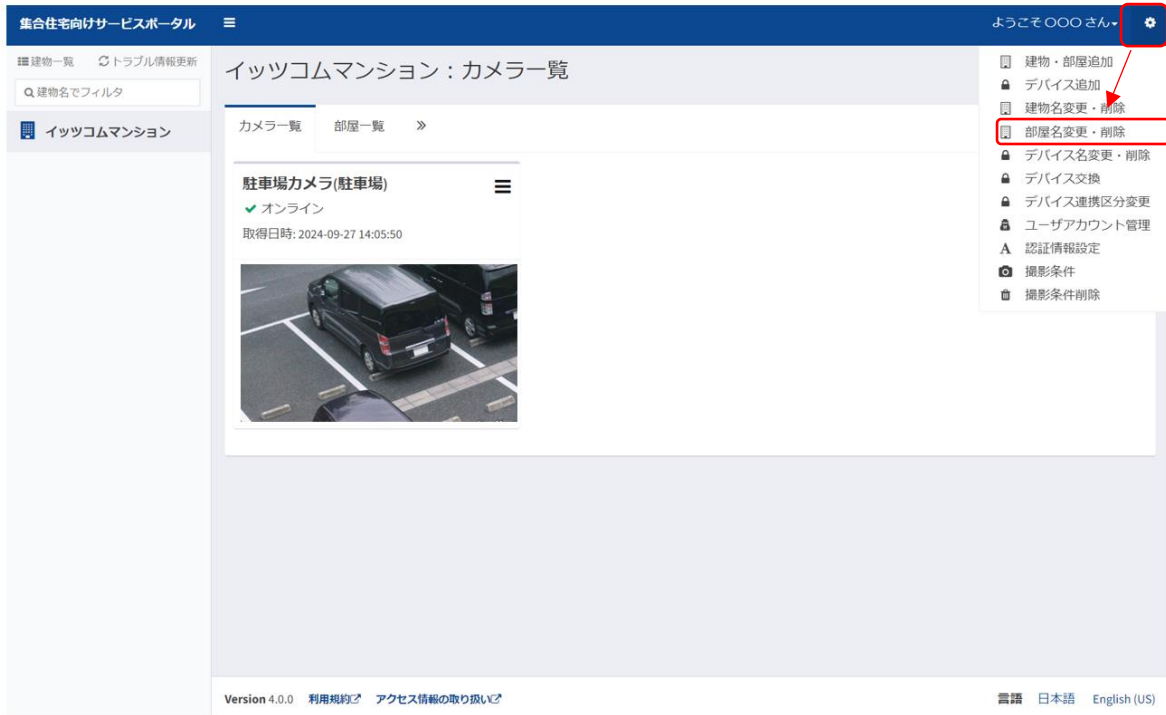 集合住宅向けサービスポータル
ようこそ〇〇〇さん
建物一覧 トラブル情報更新
建物名でフィルタ
イッツコムマンション
イッツコムマンション：カメラ一覧
カメラ一覧 部屋一覧 »
駐車場カメラ(駐車場)
オンライン
取得日時: 2024-09-27 14:05:50
建物・部屋追加
デバイス追加
建物名変更・削除
部屋名変更・削除
デバイス名変更・削除
デバイス交換
デバイス連携区分変更
ユーザアカウント管理
認証情報設定
撮影条件
撮影条件削除
Version 4.0.0 利用規約 アクセス情報の取り扱い
言語 日本語 English (US)